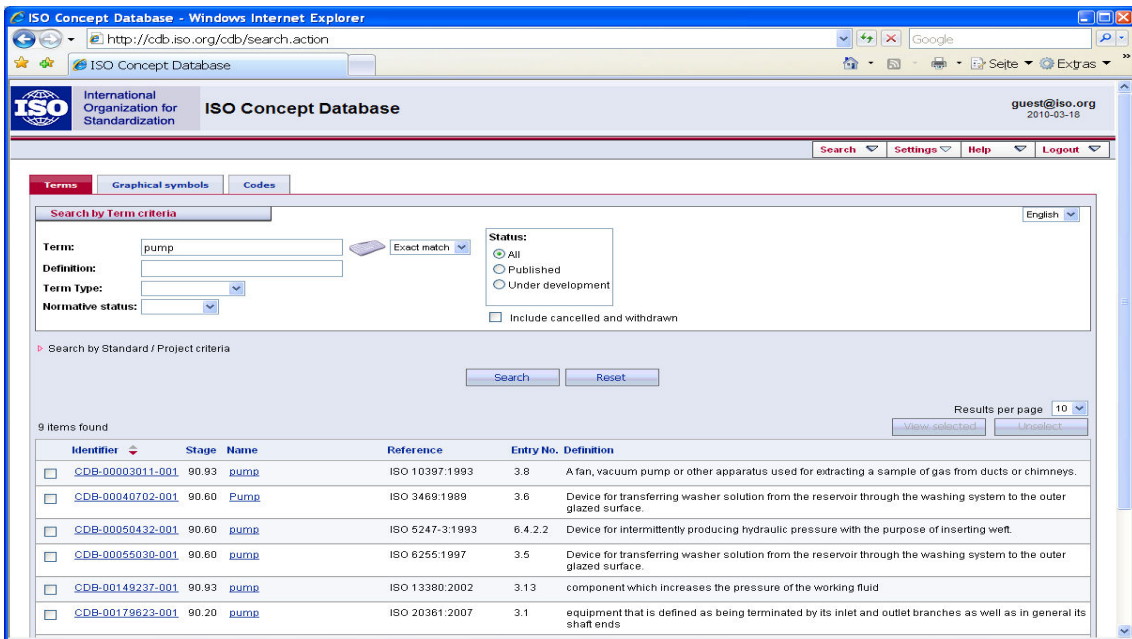 ISO Concept Database - Windows Internet Explorer
http://cdb.iso.org/cdb/search.action
Google
ISO Concept Database
Seite
Extras
»
ISO
International
Organization for
Standardization
ISO Concept Database
guest@iso.org
2010-03-18
Search
Settings
Help
Logout
Terms
Graphical symbols
Codes
Search by Term criteria
English
Term:
pump
Exact match
Status:
All
Definition:
Published
Term Type:
Under development
Normative status:
Include cancelled and withdrawn
Search by Standard / Project criteria
Search
Reset
Results per page 10
9 items found
View selected
Unselect
Identifier Stage Name Reference Entry No. Definition
CDB-00003011-001 90.93 pump ISO 10397:1993 3.8 A fan, vacuum pump or other apparatus used for extracting a sample of gas from ducts or chimneys.
CDB-00040702-001 90.60 Pump ISO 3469:1989 3.6 Device for transferring washer solution from the reservoir through the washing system to the outer
glazed surface.
CDB-00050432-001 90.60 pump ISO 5247-3:1993 6.4.2.2 Device for intermittently producing hydraulic pressure with the purpose of inserting weft.
CDB-00055030-001 90.60 pump ISO 6255:1997 3.5 Device for transferring washer solution from the reservoir through the washing system to the outer
glazed surface.
CDB-00149237-001 90.93 pump ISO 13380:2002 3.13 component which increases the pressure of the working fluid
CDB-00179623-001 90.20 pump ISO 20361:2007 3.1 equipment that is defined as being terminated by its inlet and outlet branches as well as in general its
shaft ends